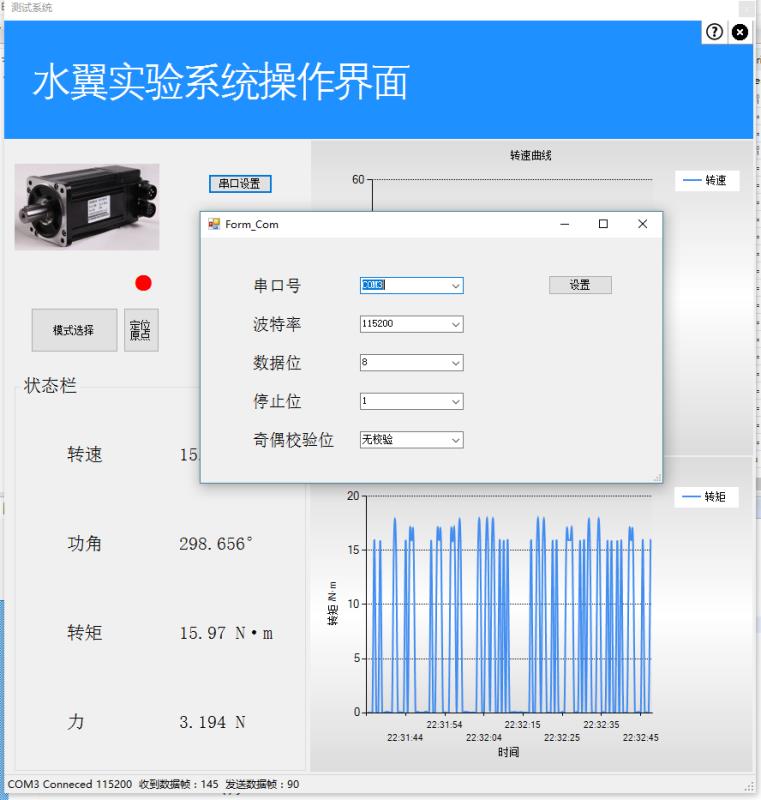 测试系统
水翼实验系统操作界面
串口设置
模式选择
定位
原点
转速曲线
60
转速
Form_Com
串口号
COM3
设置
波特率
115200
数据位
8
停止位
1
奇偶校验位
无校验
状态栏
转速
15.
功角
298.656°
转矩
15.97 N·m
力
3.194 N
转矩 /N·m
20
15
10
5
0
转矩
22:31:44
22:31:54
22:32:04
22:32:15
22:32:25
22:32:35
22:32:45
时间
COM3 Conneced 115200 收到数据帧：145 发送数据帧：90